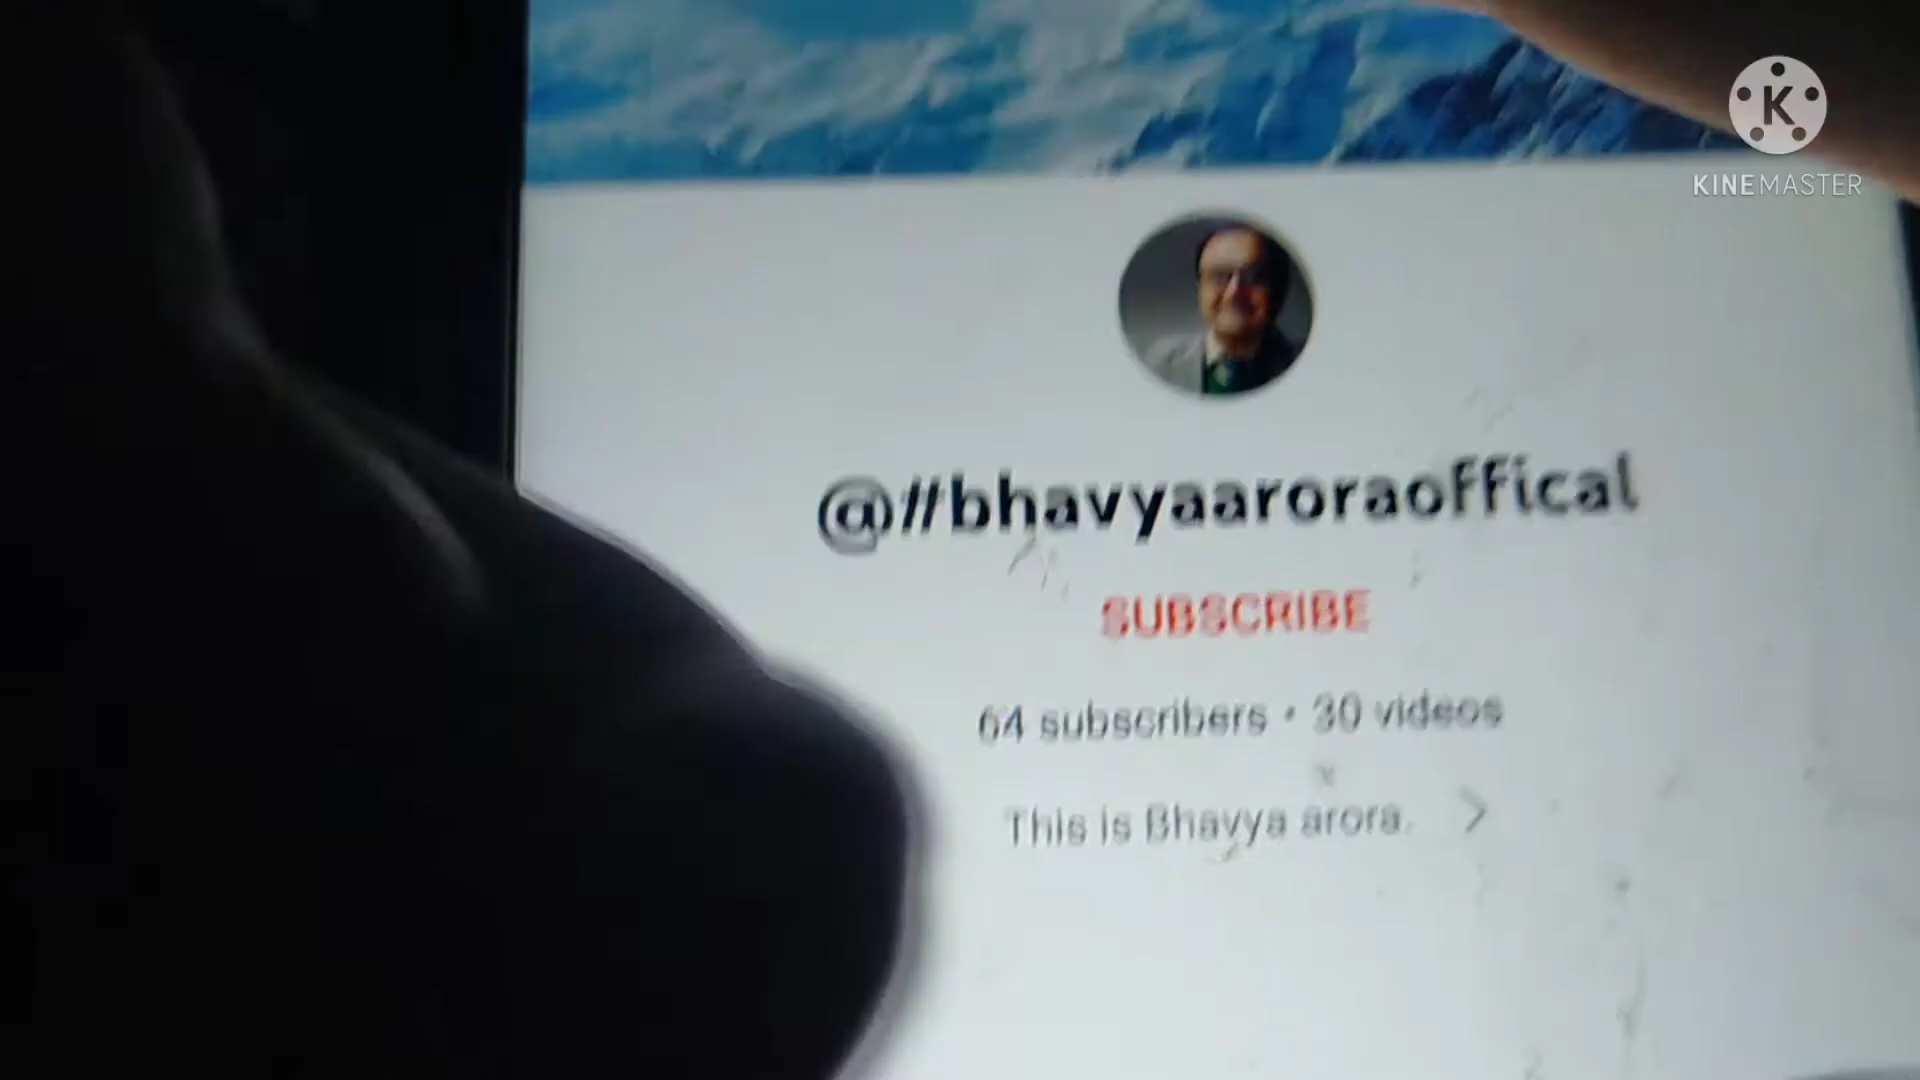 K
KINEMASTER
@#bhavyaaroraoffical
SUBSCRIBE
64 subscribers • 30 videos
This is Bhavya arora.